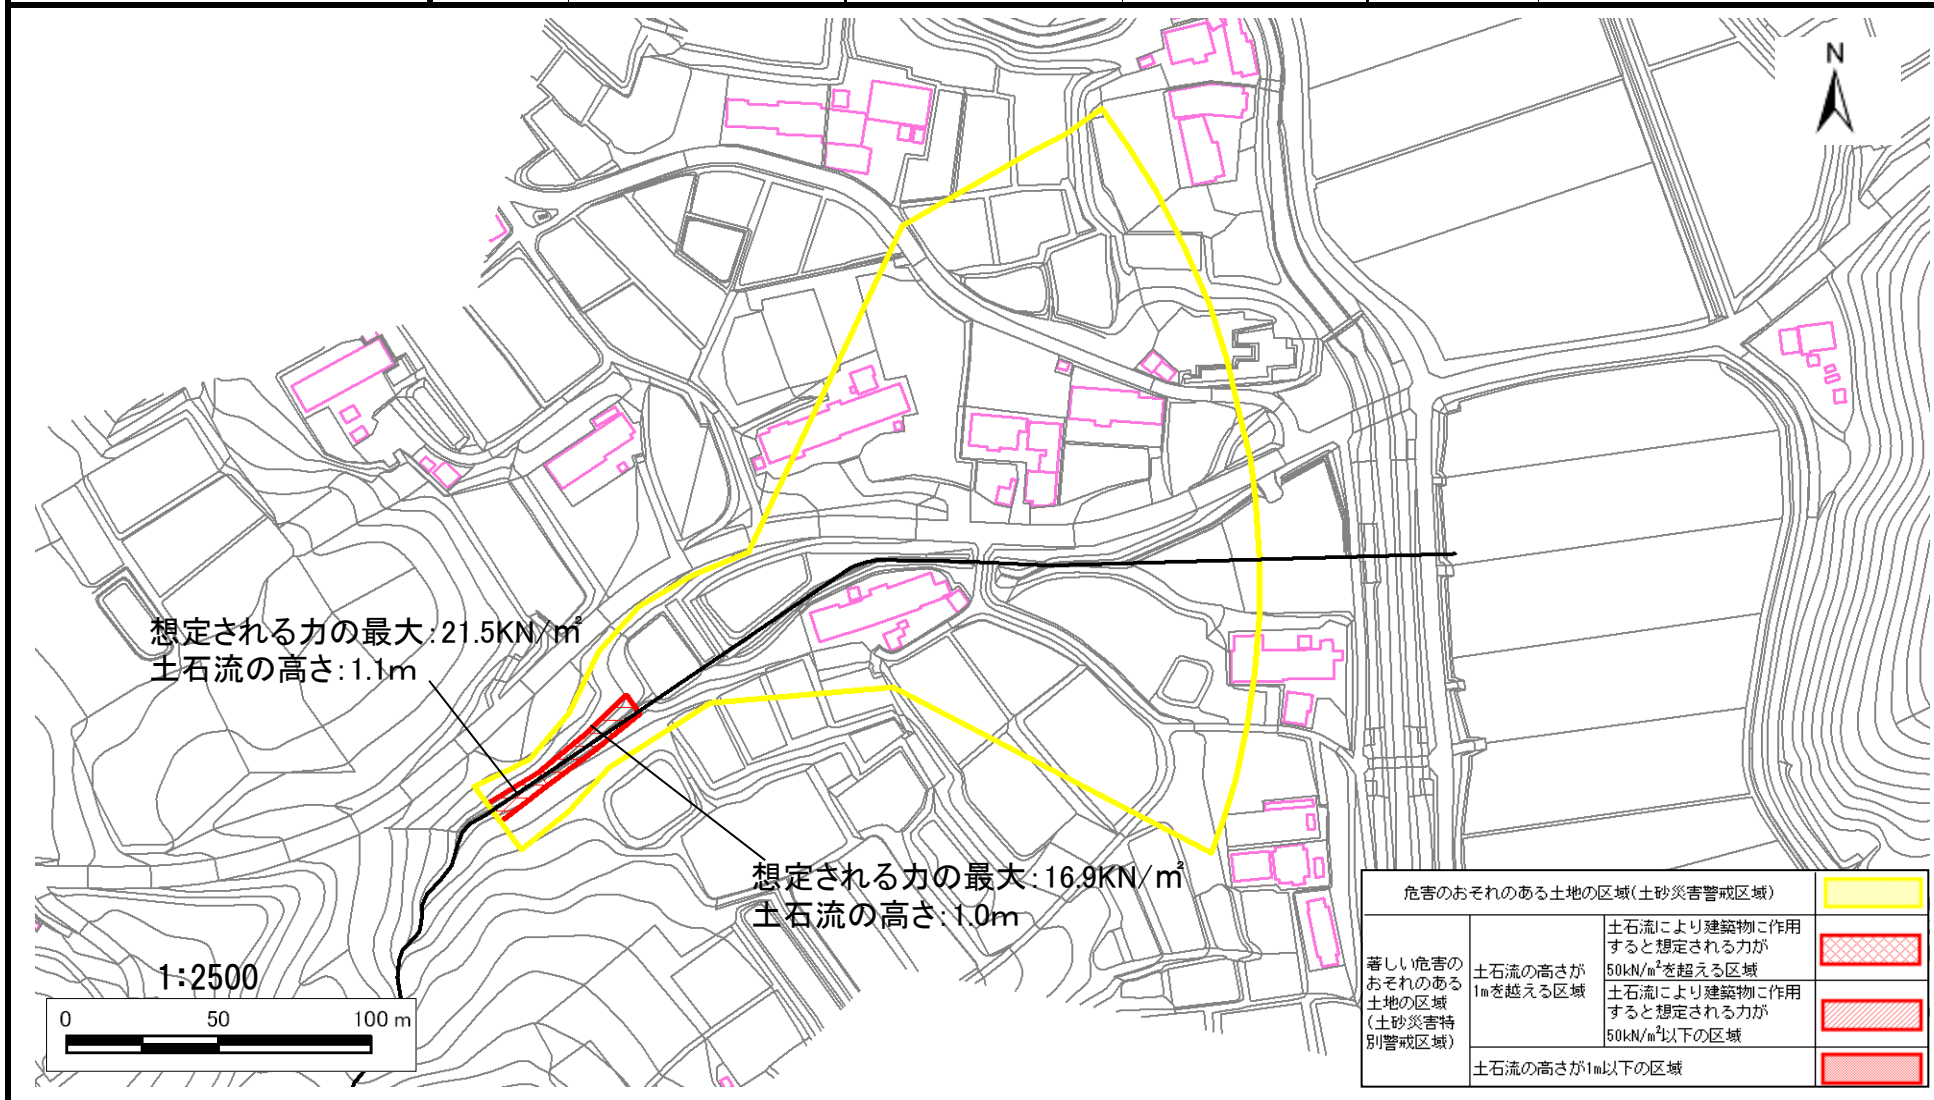 N
想定される力の最大:21.5KN/㎡
土石流の高さ:1.1m
想定される力の最大:16.9KN/㎡
土石流の高さ:1.0m
1:2500
0 50 100 m
危害のおそれのある土地の区域(土砂災害警戒区域)
著しい危害の
おそれのある
土地の区域
(土砂災害特
別警戒区域)
土石流の高さが
1mを越える区域
土石流により建築物に作用
すると想定される力が
50kN/m²を超える区域
土石流により建築物に作用
すると想定される力が
50kN/m²以下の区域
土石流の高さが1m以下の区域